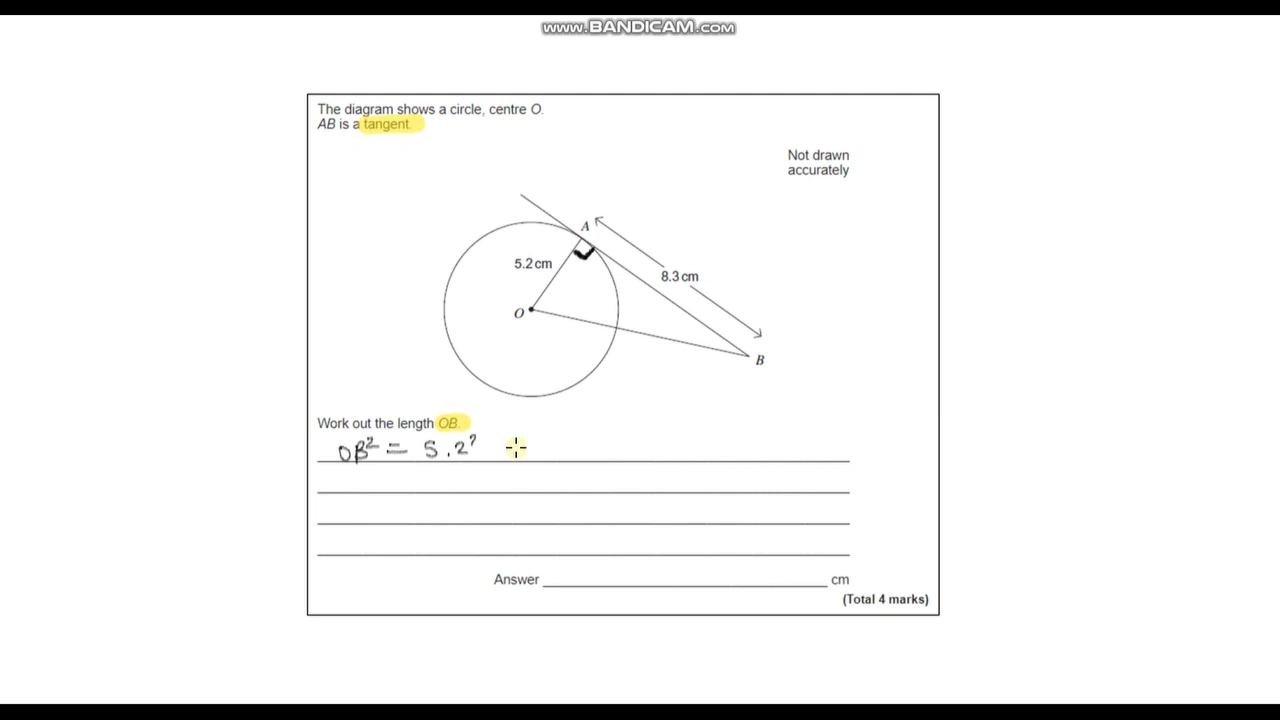 www.BANDICAM.com
The diagram shows a circle, centre O.
AB is a tangent.
Not drawn
accurately
A
5.2 cm
8.3 cm
O
B
Work out the length OB.
OB² = 5.2²
Answer cm
(Total 4 marks)